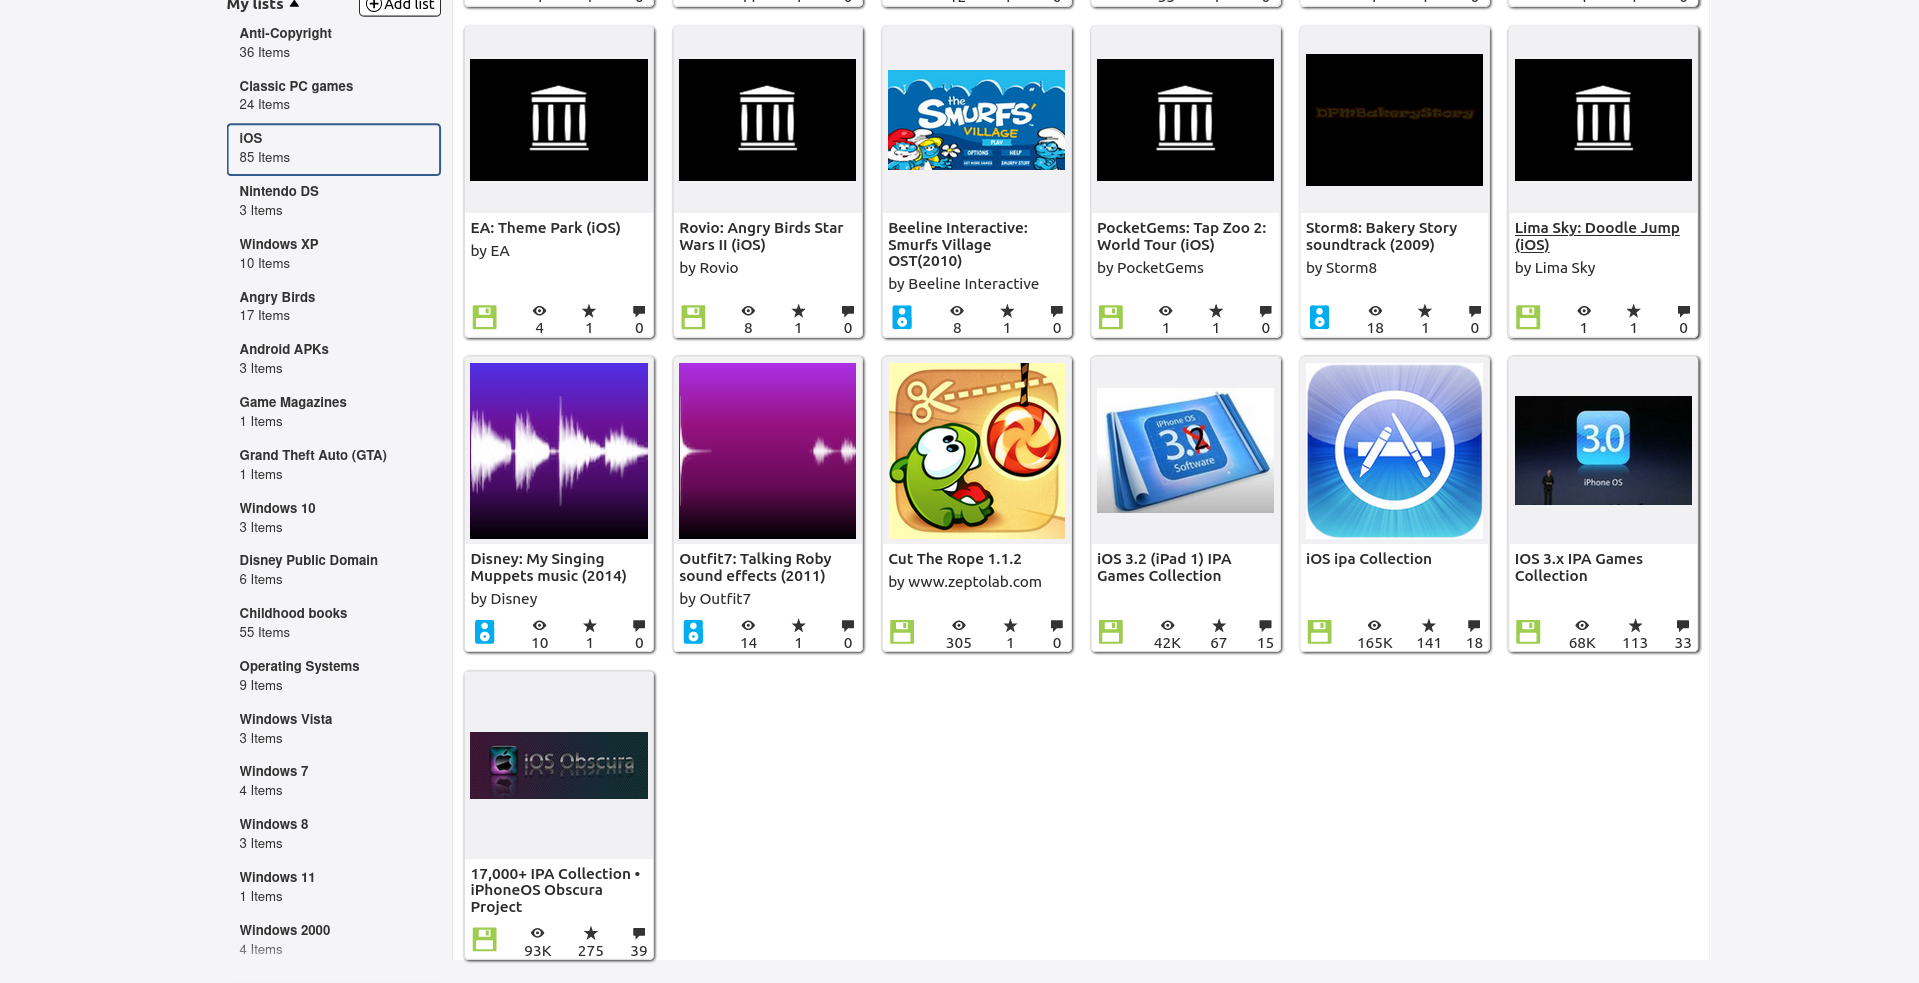 My lists ▲
Add list
Anti-Copyright
36 Items
Classic PC games
24 Items
iOS
85 Items
Nintendo DS
3 Items
Windows XP
10 Items
Angry Birds
17 Items
Android APKs
3 Items
Game Magazines
1 Items
Grand Theft Auto (GTA)
1 Items
Windows 10
3 Items
Disney Public Domain
6 Items
Childhood books
55 Items
Operating Systems
9 Items
Windows Vista
3 Items
Windows 7
4 Items
Windows 8
3 Items
Windows 11
1 Items
Windows 2000
4 Items
EA: Theme Park (iOS)
by EA
4 1 0
Rovio: Angry Birds Star
Wars II (iOS)
by Rovio
8 1 0
the
SMURFS'
VILLAGE
PLAY
OPTIONS HELP
GET MORE GAMES SMURFY STUFF
Beeline Interactive:
Smurfs Village
OST(2010)
by Beeline Interactive
8 1 0
PocketGems: Tap Zoo 2:
World Tour (iOS)
by PocketGems
1 1 0
DPMBakeryStory
Storm8: Bakery Story
soundtrack (2009)
by Storm8
18 1 0
Lima Sky: Doodle Jump
(iOS)
by Lima Sky
1 1 0
Disney: My Singing
Muppets music (2014)
by Disney
10 1 0
Outfit7: Talking Roby
sound effects (2011)
by Outfit7
14 1 0
Cut The Rope 1.1.2
by www.zeptolab.com
305 1 0
iPhone OS
3.2
Software
iOS 3.2 (iPad 1) IPA
Games Collection
42K 67 15
iOS ipa Collection
165K 141 18
3.0
iPhone OS
IOS 3.x IPA Games
Collection
68K 113 33
iOS Obscura
17,000+ IPA Collection •
iPhoneOS Obscura
Project
93K 275 39